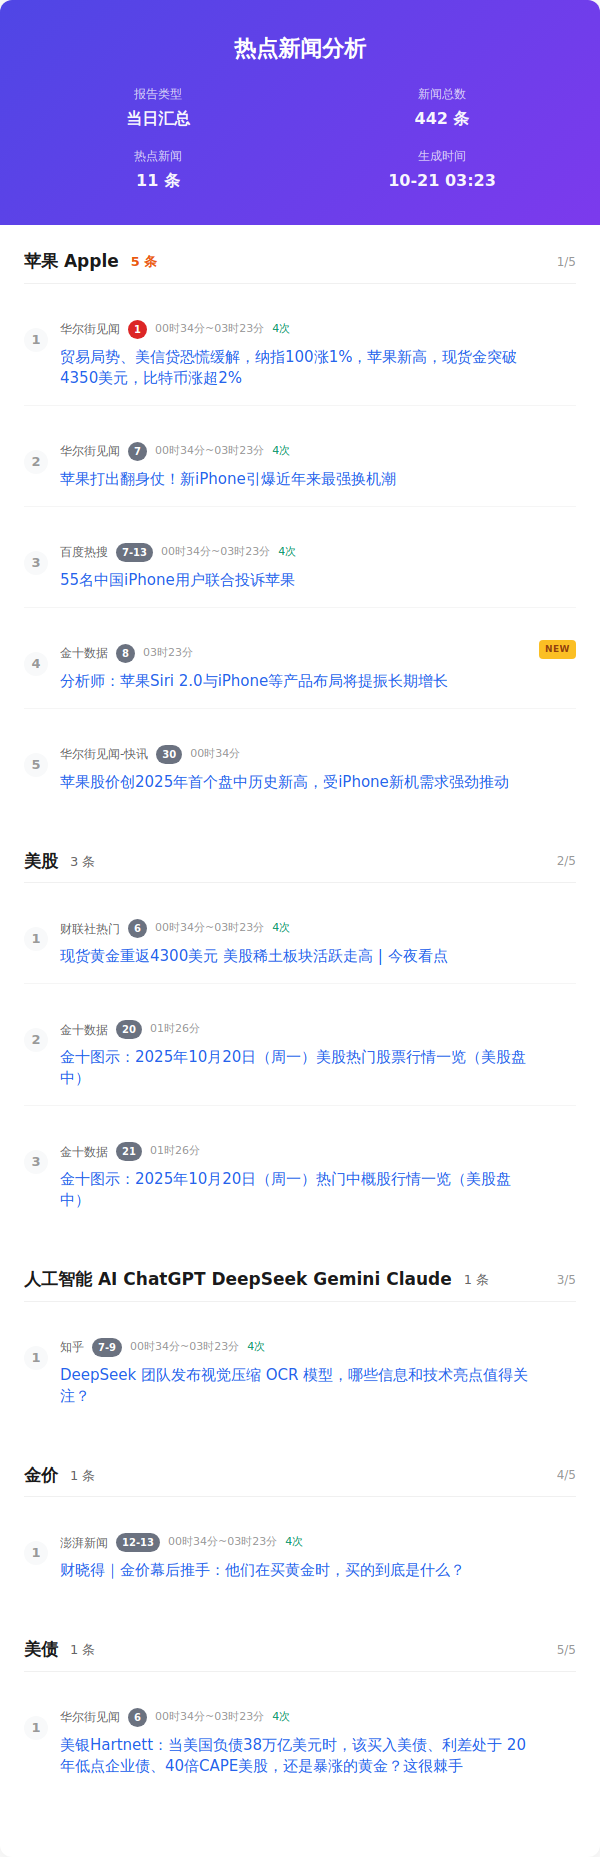 热点新闻分析
报告类型
新闻总数
当日汇总
442 条
热点新闻
生成时间
11 条
10-21 03:23
苹果 Apple 5 条 1/5
1 华尔街见闻 1 00时34分~03时23分 4次
贸易局势、美信贷恐慌缓解，纳指100涨1%，苹果新高，现货金突破
4350美元，比特币涨超2%
2 华尔街见闻 7 00时34分~03时23分 4次
苹果打出翻身仗！新iPhone引爆近年来最强换机潮
3 百度热搜 7-13 00时34分~03时23分 4次
55名中国iPhone用户联合投诉苹果
4 金十数据 8 03时23分 NEW
分析师：苹果Siri 2.0与iPhone等产品布局将提振长期增长
5 华尔街见闻-快讯 30 00时34分
苹果股价创2025年首个盘中历史新高，受iPhone新机需求强劲推动
美股 3 条 2/5
1 财联社热门 6 00时34分~03时23分 4次
现货黄金重返4300美元 美股稀土板块活跃走高 | 今夜看点
2 金十数据 20 01时26分
金十图示：2025年10月20日（周一）美股热门股票行情一览（美股盘
中）
3 金十数据 21 01时26分
金十图示：2025年10月20日（周一）热门中概股行情一览（美股盘
中）
人工智能 AI ChatGPT DeepSeek Gemini Claude 1 条 3/5
1 知乎 7-9 00时34分~03时23分 4次
DeepSeek 团队发布视觉压缩 OCR 模型，哪些信息和技术亮点值得关
注？
金价 1 条 4/5
1 澎湃新闻 12-13 00时34分~03时23分 4次
财晓得｜金价幕后推手：他们在买黄金时，买的到底是什么？
美债 1 条 5/5
1 华尔街见闻 6 00时34分~03时23分 4次
美银Hartnett：当美国负债38万亿美元时，该买入美债、利差处于 20
年低点企业债、40倍CAPE美股，还是暴涨的黄金？这很棘手